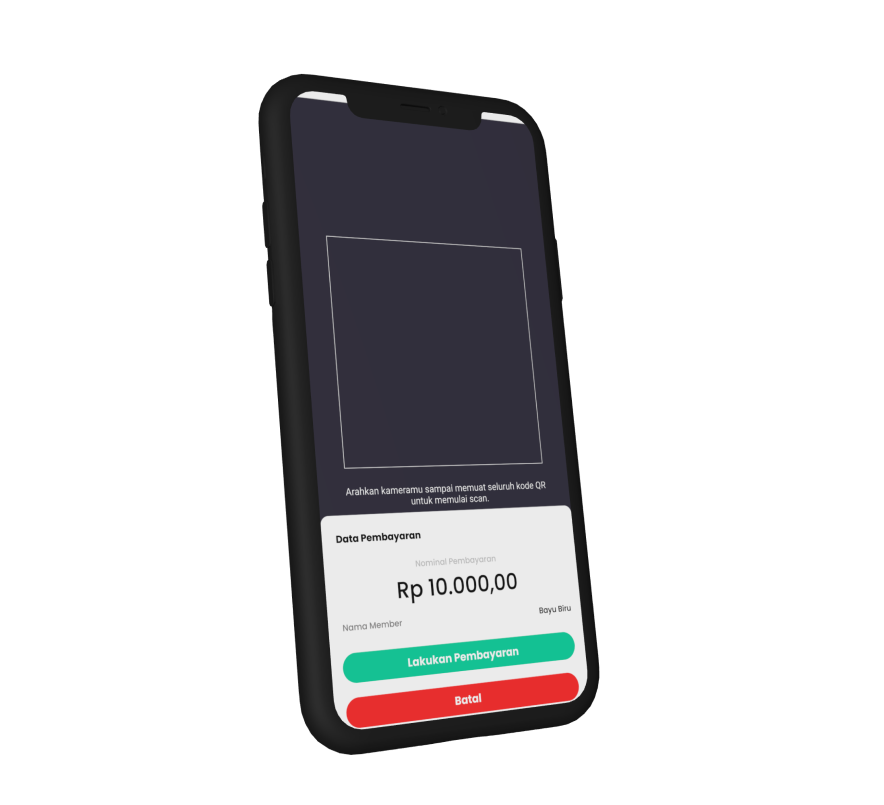 Arahkan kameramu sampai memuat seluruh kode QR
untuk memulai scan.
Data Pembayaran
Nominal Pembayaran
Rp 10.000,00
Nama Member
Bayu Biru
Lakukan Pembayaran
Batal